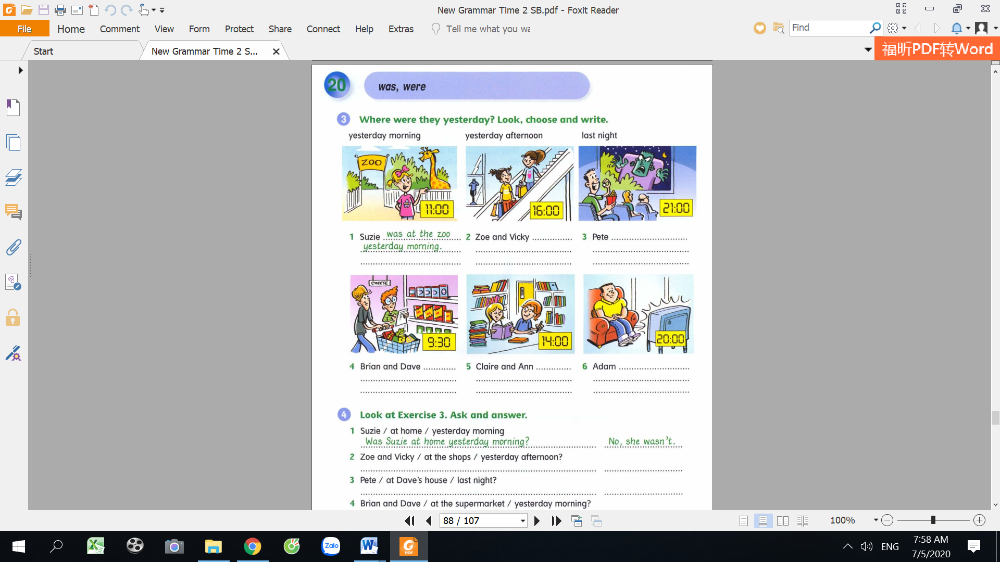 New Grammar Time 2 SB.pdf - Foxit Reader
File Home Comment View Form Protect Share Connect Help Extras Tell me what you wa Find
Start New Grammar Time 2 S... 福昕PDF转Word
20 was, were
3 Where were they yesterday? Look, choose and write.
yesterday morning yesterday afternoon last night
ZOO
11:00 16:00 21:00
1 Suzie was at the zoo 2 Zoe and Vicky ............... 3 Pete ............................
yesterday morning.
CHEESE
9:30 14:00 20:00
4 Brian and Dave ............ 5 Claire and Ann ............. 6 Adam ..........................
4 Look at Exercise 3. Ask and answer.
1 Suzie / at home / yesterday morning
Was Suzie at home yesterday morning? No, she wasn't.
2 Zoe and Vicky / at the shops / yesterday afternoon?
3 Pete / at Dave's house / last night?
4 Brian and Dave / at the supermarket / yesterday morning?
88 / 107 100%
Zalo W PDF ENG 7:58 AM
7/5/2020